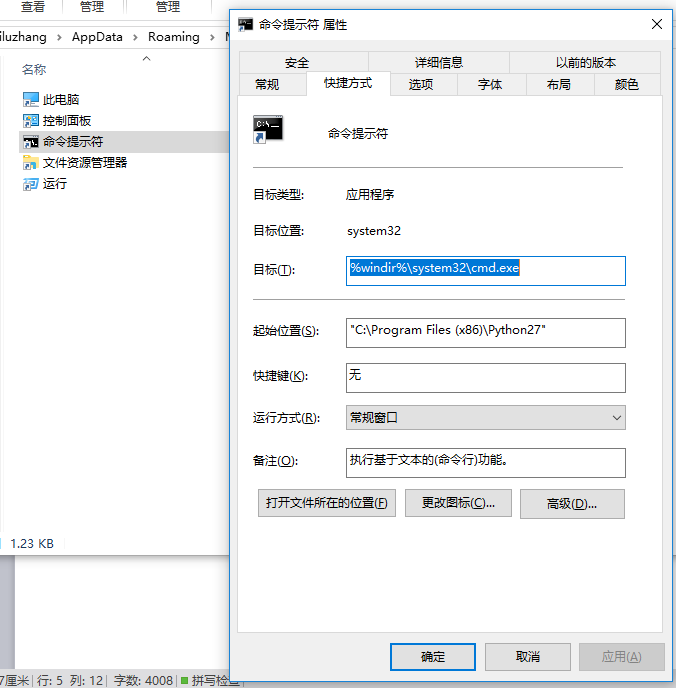 查看
管理
管理
iluzhang › AppData › Roaming ›
名称
此电脑
控制面板
命令提示符
文件资源管理器
运行
1.23 KB
7厘米 行: 5 列: 12 字数: 4008 拼写检查
命令提示符 属性
安全
详细信息
以前的版本
常规
快捷方式
选项
字体
布局
颜色
C:\
命令提示符
目标类型: 应用程序
目标位置: system32
目标(T): %windir%\system32\cmd.exe
起始位置(S): "C:\Program Files (x86)\Python27"
快捷键(K): 无
运行方式(R): 常规窗口
备注(O): 执行基于文本的(命令行)功能。
打开文件所在的位置(F)
更改图标(C)...
高级(D)...
确定
取消
应用(A)